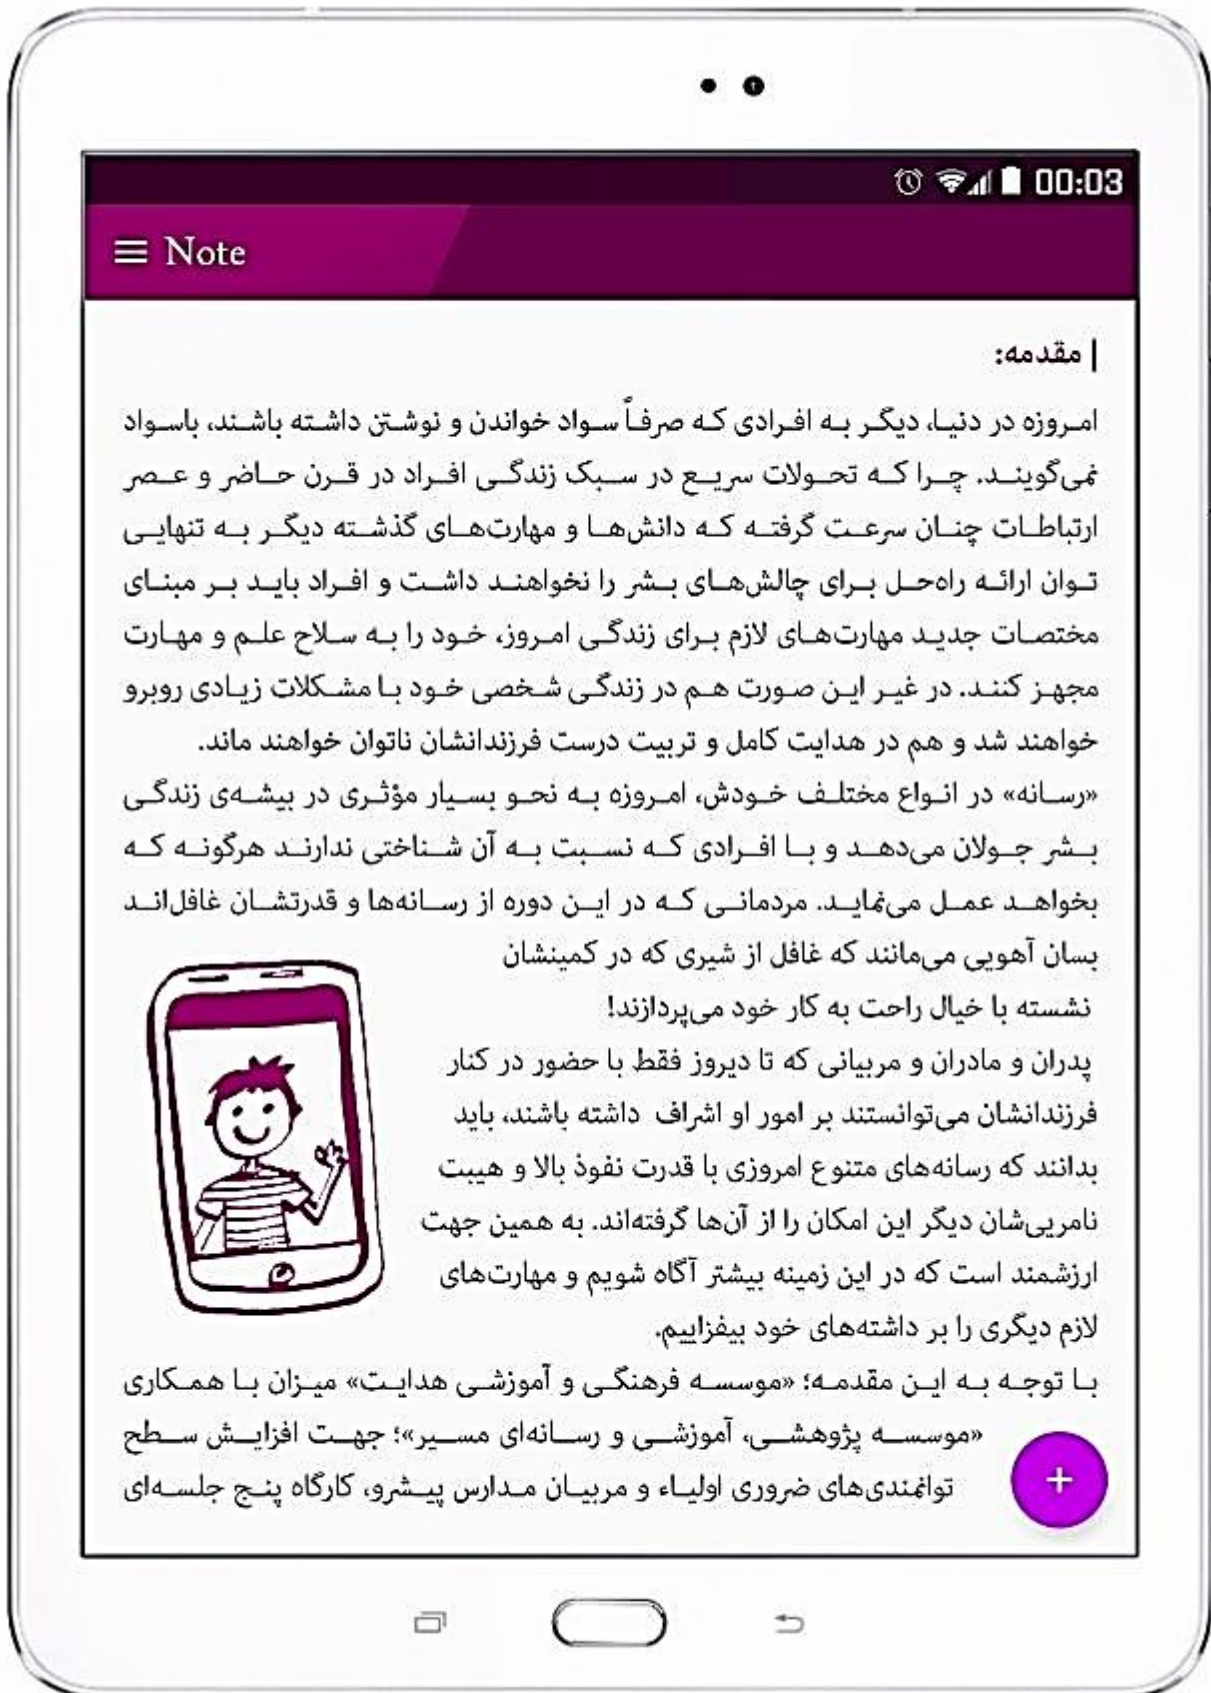 00:03
Note
مقدمه:
امروزه در دنیا، دیگر به افرادی که صرفاً سواد خواندن و نوشتن داشته باشند، باسواد
نمی‌گویند. چرا که تحولات سریع در سبک زندگی افراد در قرن حاضر و عصر
ارتباطات چنان سرعت گرفته که دانش‌ها و مهارت‌های گذشته دیگر به تنهایی
توان ارائه راه‌حل برای چالش‌های بشر را نخواهند داشت و افراد باید بر مبنای
مختصات جدید مهارت‌های لازم برای زندگی امروز، خود را به سلاح علم و مهارت
مجهز کنند. در غیر این صورت هم در زندگی شخصی خود با مشکلات زیادی روبرو
خواهند شد و هم در هدایت کامل و تربیت درست فرزندانشان ناتوان خواهند ماند.
«رسانه» در انواع مختلف خودش، امروزه به نحو بسیار مؤثری در بیشه‌ی زندگی
بشر جولان می‌دهد و با افرادی که نسبت به آن شناختی ندارند هرگونه که
بخواهد عمل می‌نماید. مردمانی که در این دوره از رسانه‌ها و قدرتشان غافل‌اند
بسان آهویی می‌مانند که غافل از شیری که در کمینشان
نشسته با خیال راحت به کار خود می‌پردازند!
پدران و مادران و مربیانی که تا دیروز فقط با حضور در کنار
فرزندانشان می‌توانستند بر امور او اشراف داشته باشند، باید
بدانند که رسانه‌های متنوع امروزی با قدرت نفوذ بالا و هیبت
نامریی‌شان دیگر این امکان را از آن‌ها گرفته‌اند. به همین جهت
ارزشمند است که در این زمینه بیشتر آگاه شویم و مهارت‌های
لازم دیگری را بر داشته‌های خود بیفزاییم.
با توجه به این مقدمه؛ «موسسه فرهنگی و آموزشی هدایت» میزان با همکاری
«موسسه پژوهشی، آموزشی و رسانه‌ای مسیر»؛ جهت افزایش سطح
توانمندی‌های ضروری اولیاء و مربیان مدارس پیشرو، کارگاه پنج جلسه‌ای